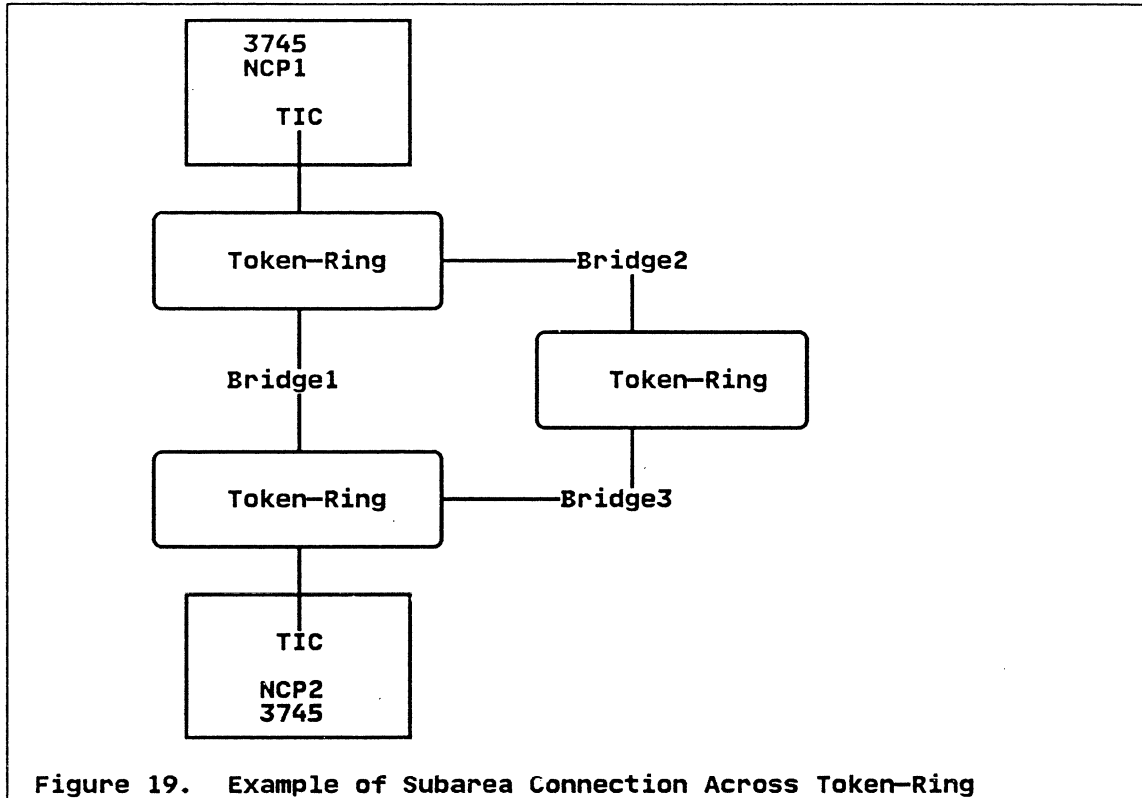 3745
NCP1
TIC
Token-Ring
Bridge2
Token-Ring
Bridge1
Token-Ring
Bridge3
TIC
NCP2
3745
Figure 19. Example of Subarea Connection Across Token-Ring